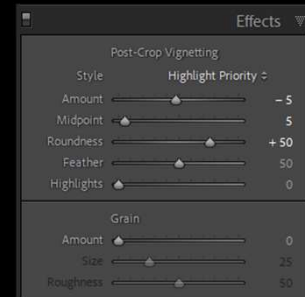 Effects
Post-Crop Vignetting
Style Highlight Priority
Amount – 5
Midpoint 5
Roundness + 50
Feather 50
Highlights 0
Grain
Amount 0
Size 25
Roughness 50